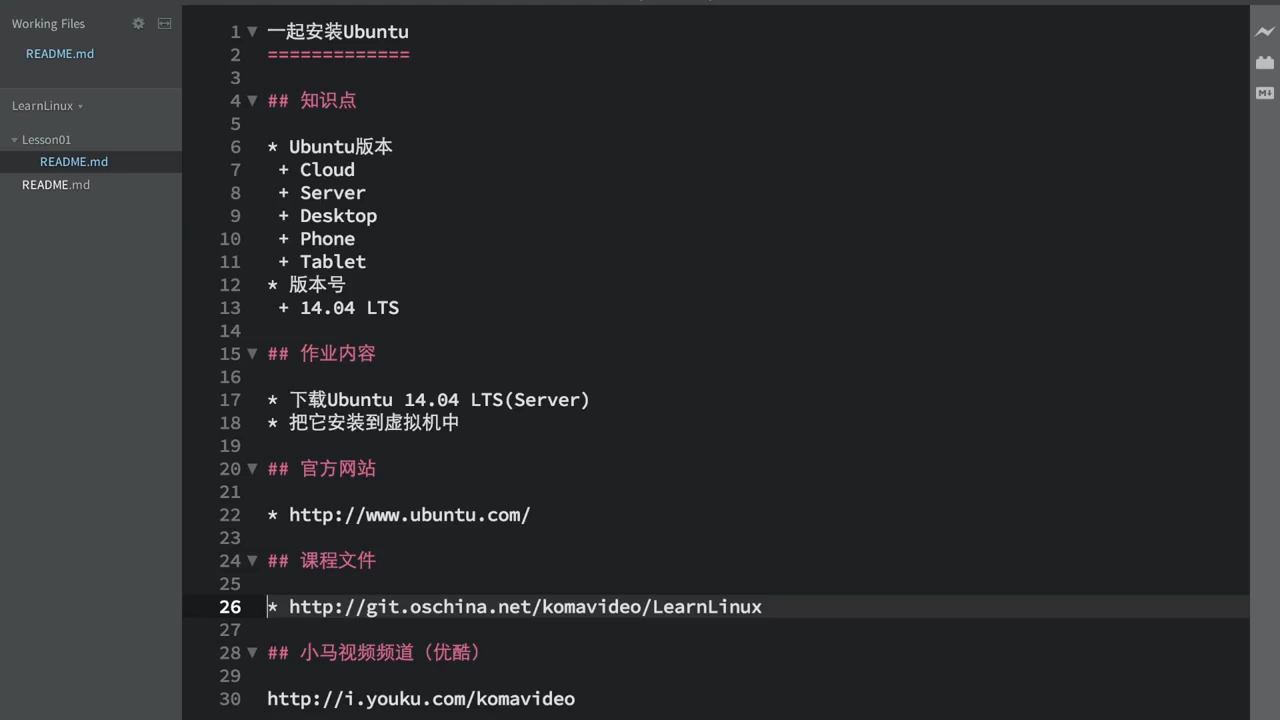 Working Files
README.md
LearnLinux
Lesson01
README.md
README.md
1 一起安装Ubuntu
2 =============
3
4 ## 知识点
5
6 * Ubuntu版本
7 + Cloud
8 + Server
9 + Desktop
10 + Phone
11 + Tablet
12 * 版本号
13 + 14.04 LTS
14
15 ## 作业内容
16
17 * 下载Ubuntu 14.04 LTS(Server)
18 * 把它安装到虚拟机中
19
20 ## 官方网站
21
22 * http://www.ubuntu.com/
23
24 ## 课程文件
25
26 * http://git.oschina.net/komavideo/LearnLinux
27
28 ## 小马视频频道（优酷）
29
30 http://i.youku.com/komavideo
M↓